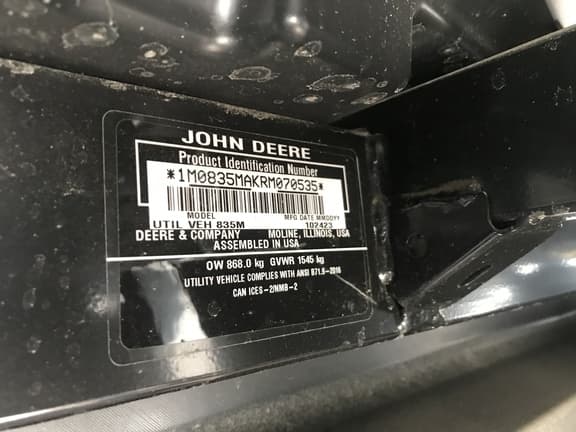 JOHN DEERE
Product Identification Number
*1M0835MAKRM070535*
MODEL MFG DATE MMDDYY
UTIL VEH 835M 102423
DEERE & COMPANY MOLINE, ILLINOIS, USA
ASSEMBLED IN USA
OW 868.0 kg GVWR 1545 kg
UTILITY VEHICLE COMPLIES WITH ANSI B71.9-2016
CAN ICES-2/NMB-2